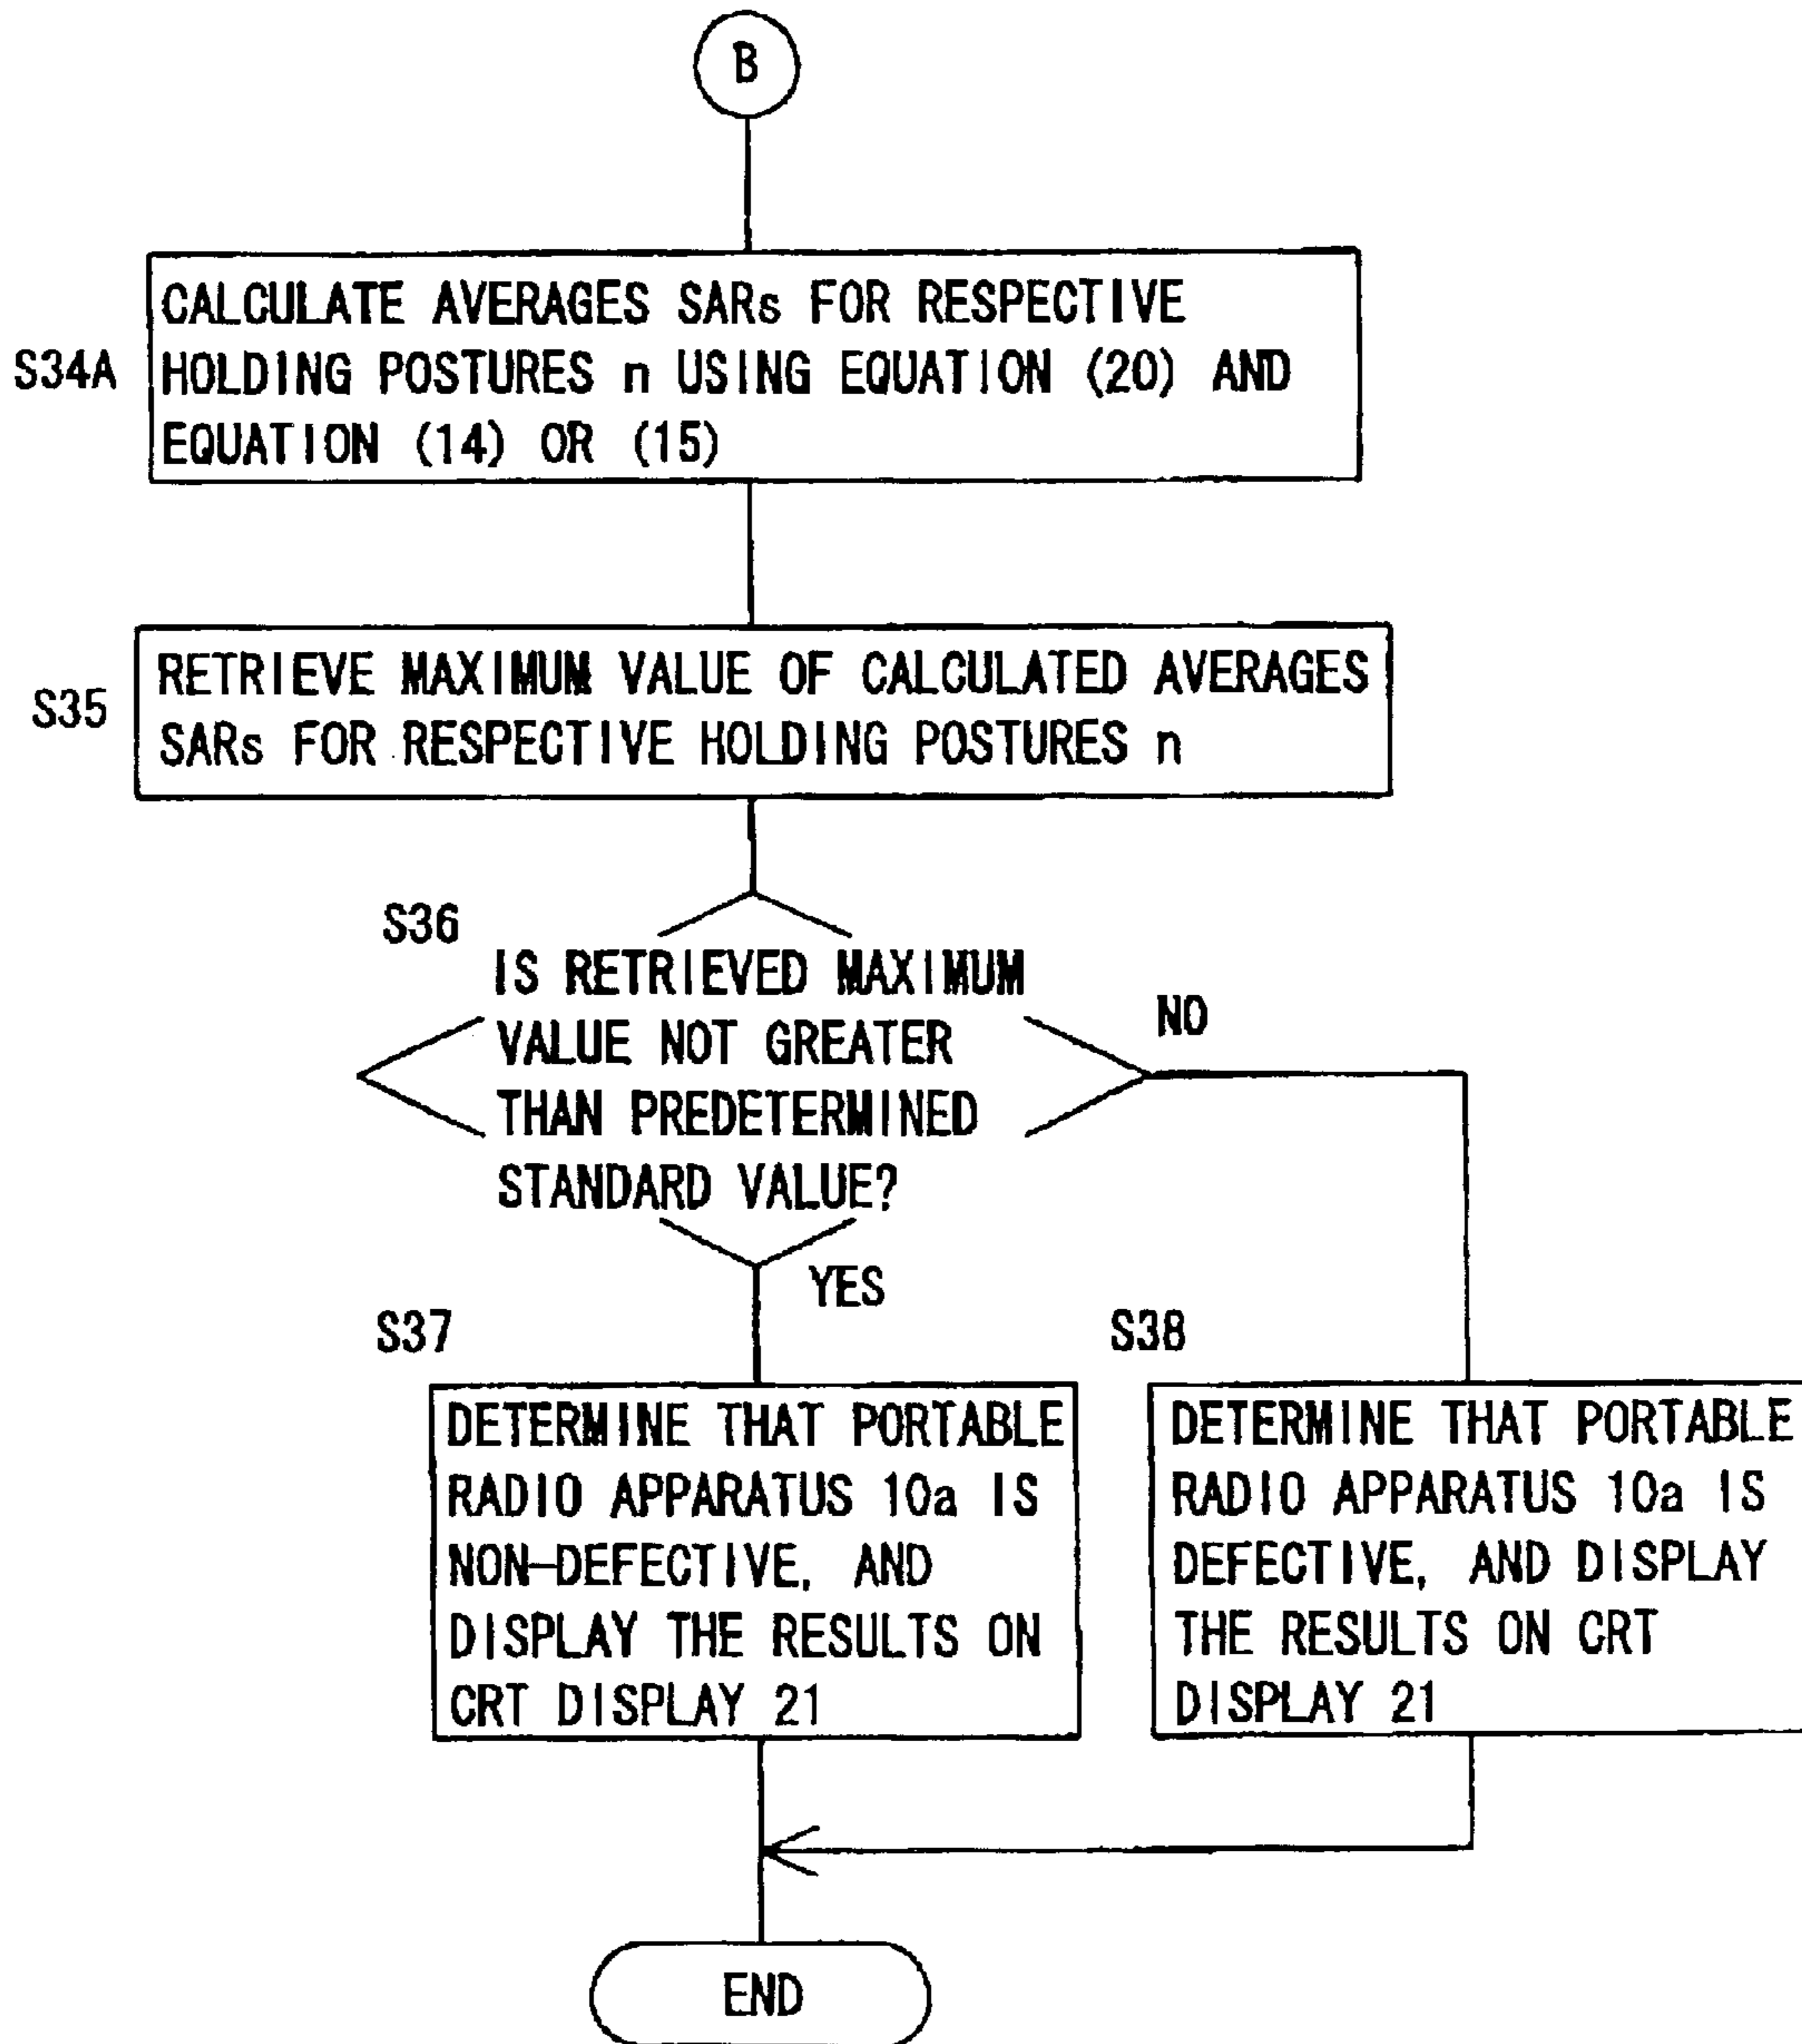 B
S34A
CALCULATE AVERAGES SARs FOR RESPECTIVE
HOLDING POSTURES n USING EQUATION (20) AND
EQUATION (14) OR (15)
S35
RETRIEVE MAXIMUM VALUE OF CALCULATED AVERAGES
SARs FOR RESPECTIVE HOLDING POSTURES n
S36
IS RETRIEVED MAXIMUM
VALUE NOT GREATER
THAN PREDETERMINED
STANDARD VALUE?
NO
YES
S37
DETERMINE THAT PORTABLE
RADIO APPARATUS 10a IS
NON-DEFECTIVE, AND
DISPLAY THE RESULTS ON
CRT DISPLAY 21
S38
DETERMINE THAT PORTABLE
RADIO APPARATUS 10a IS
DEFECTIVE, AND DISPLAY
THE RESULTS ON CRT
DISPLAY 21
END